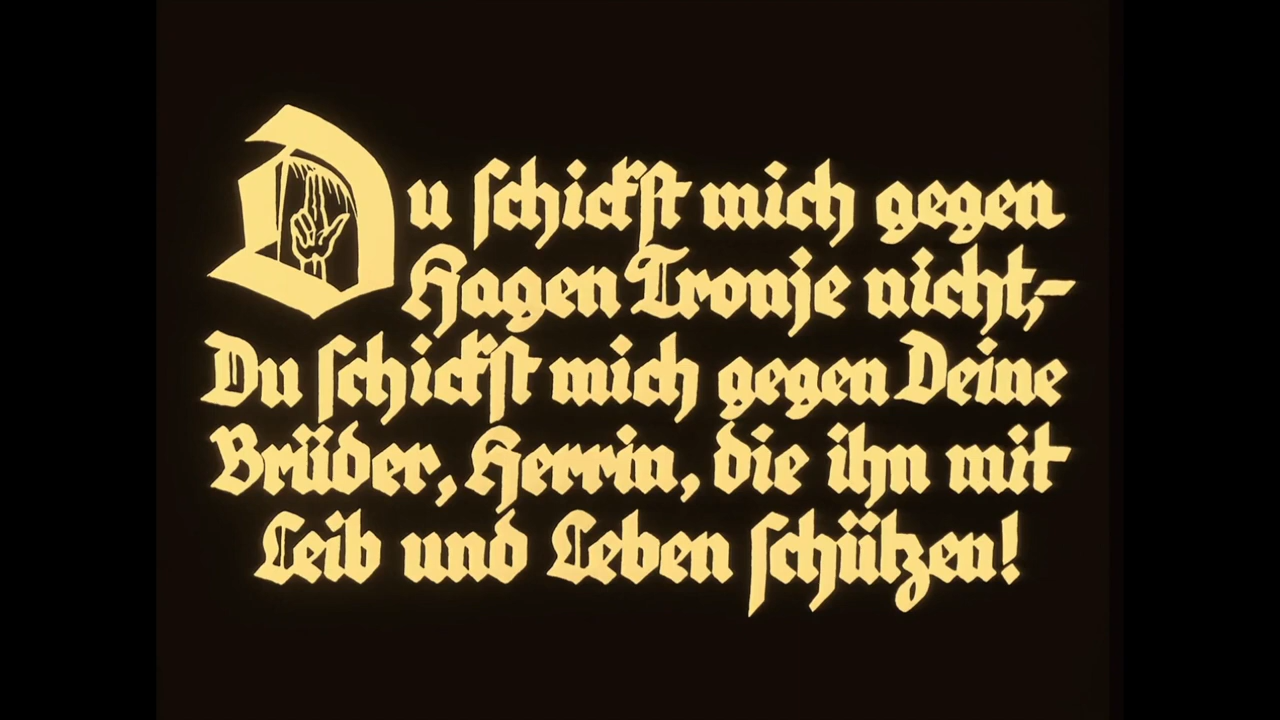 Du schickst mich gegen
Hagen Tronje nicht,–
Du schickst mich gegen Deine
Brüder, Herrin, die ihn mit
Leib und Leben schützen!